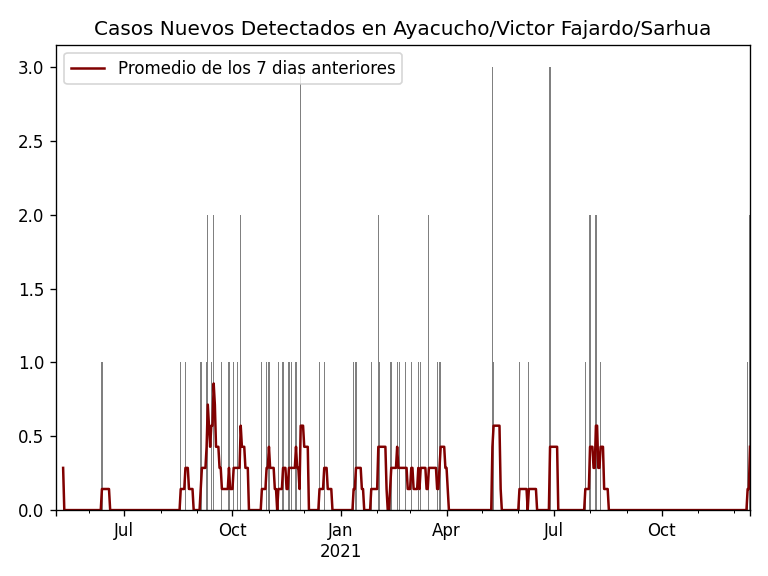 Casos Nuevos Detectados en Ayacucho/Victor Fajardo/Sarhua
Promedio de los 7 dias anteriores
3.0
2.5
2.0
1.5
1.0
0.5
0.0
Jul
Oct
Jan
Apr
Jul
Oct
2021